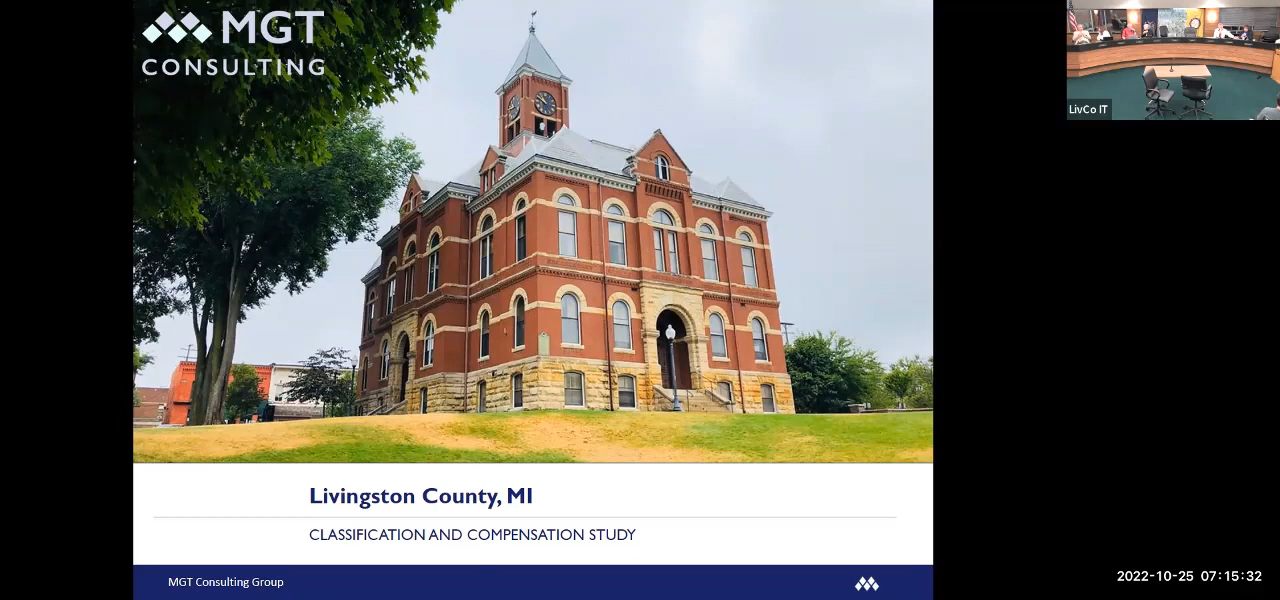 MGT
CONSULTING
LivCo IT
Livingston County, MI
CLASSIFICATION AND COMPENSATION STUDY
MGT Consulting Group
2022-10-25 07:15:32